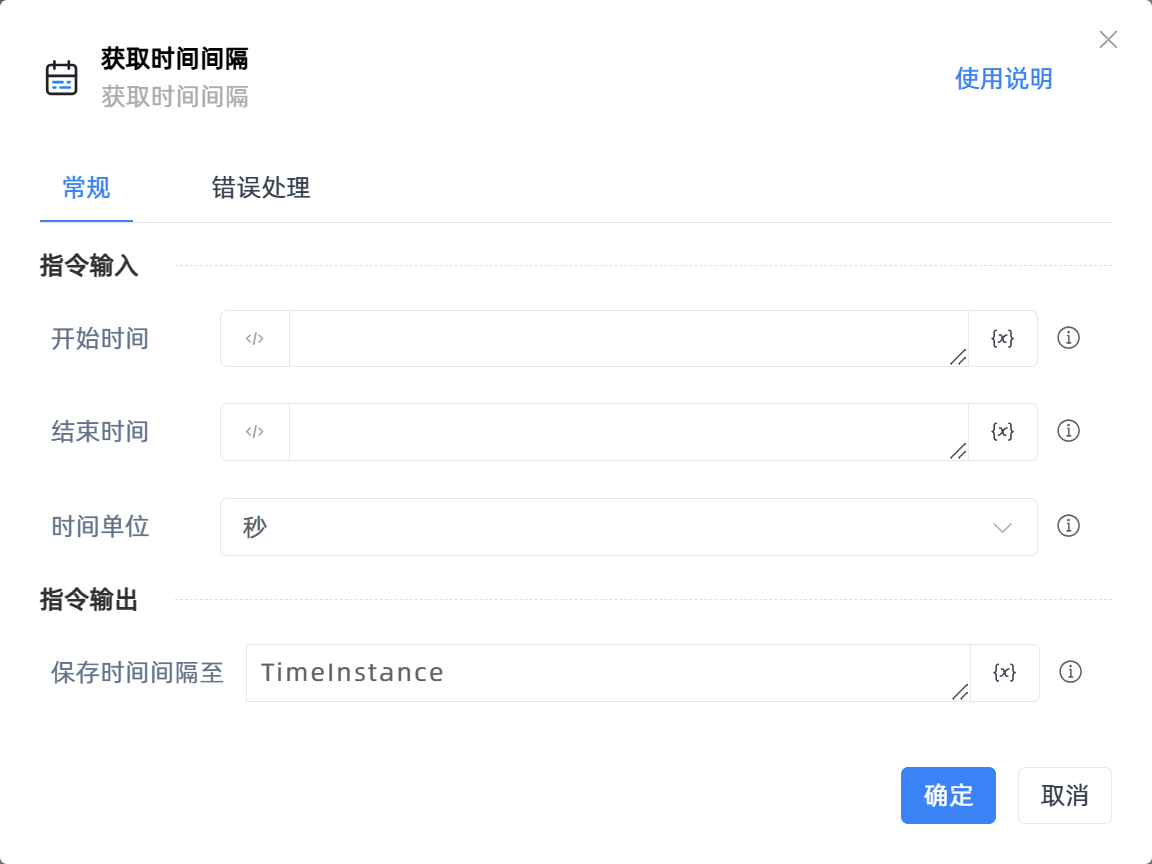 获取时间间隔
获取时间间隔
使用说明
常规
错误处理
指令输入
开始时间
</>
{x}
结束时间
</>
{x}
时间单位
秒
指令输出
保存时间间隔至
TimeInstance
{x}
确定
取消